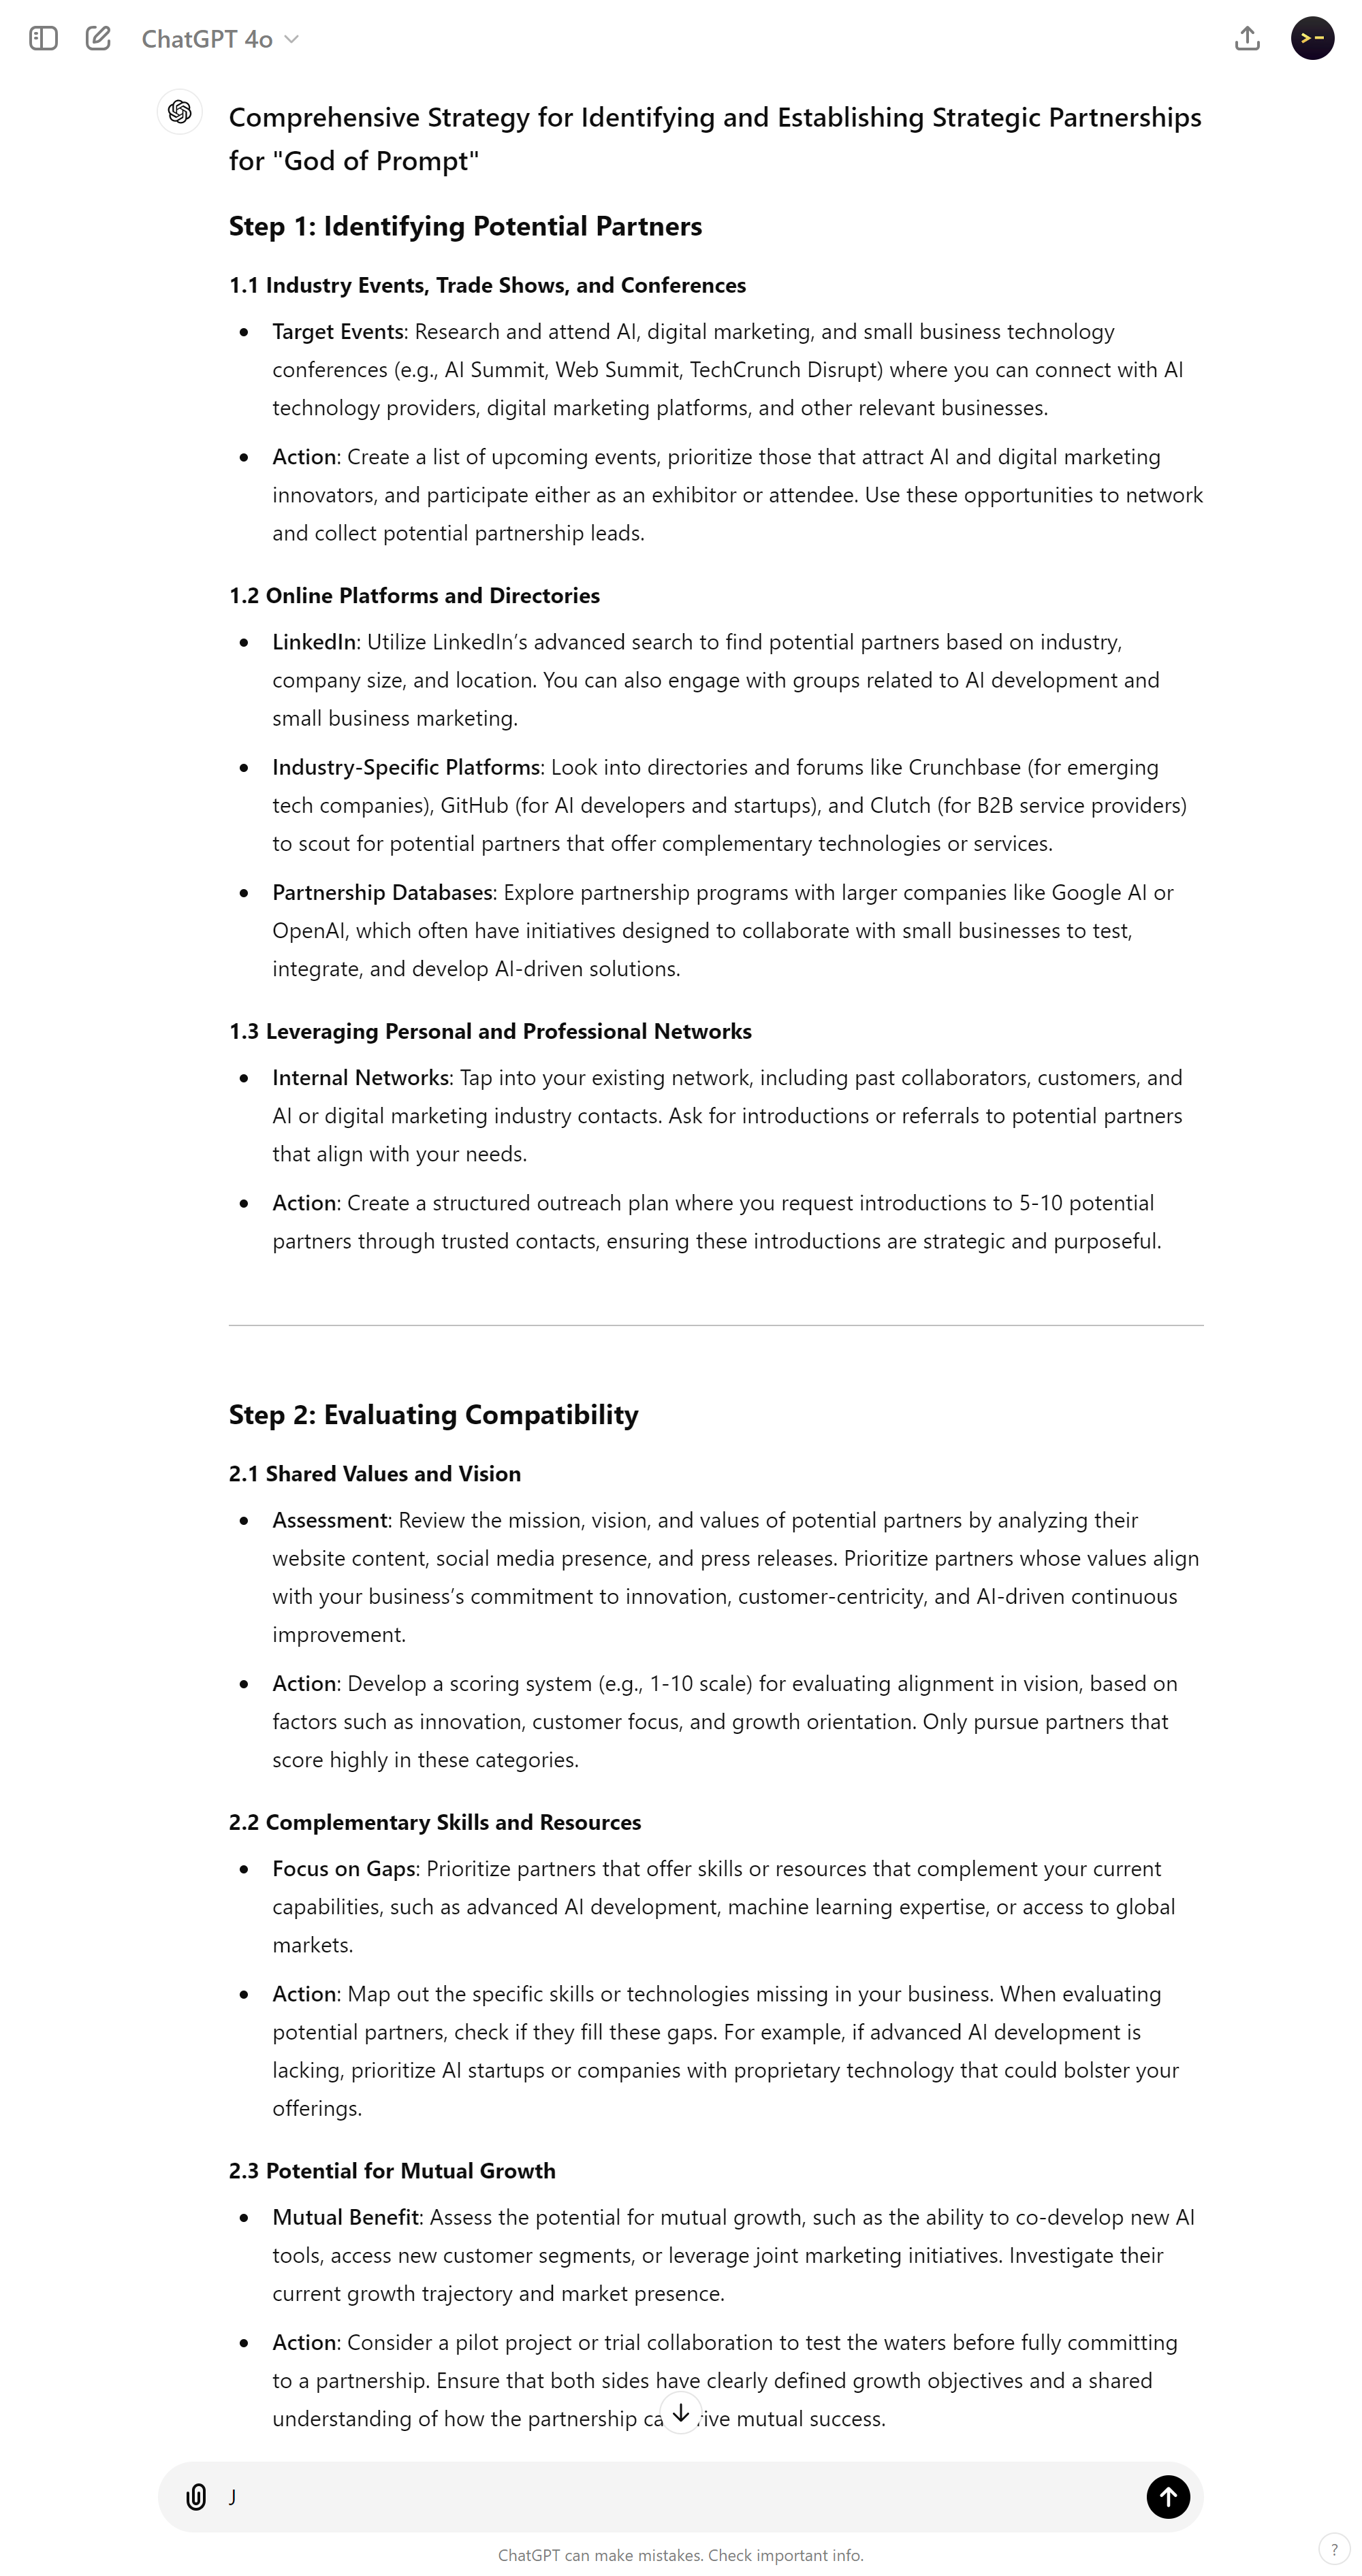 ChatGPT 4o
>-
Comprehensive Strategy for Identifying and Establishing Strategic Partnerships
for "God of Prompt"
Step 1: Identifying Potential Partners
1.1 Industry Events, Trade Shows, and Conferences
Target Events: Research and attend AI, digital marketing, and small business technology
conferences (e.g., AI Summit, Web Summit, TechCrunch Disrupt) where you can connect with AI
technology providers, digital marketing platforms, and other relevant businesses.
Action: Create a list of upcoming events, prioritize those that attract AI and digital marketing
innovators, and participate either as an exhibitor or attendee. Use these opportunities to network
and collect potential partnership leads.
1.2 Online Platforms and Directories
LinkedIn: Utilize LinkedIn’s advanced search to find potential partners based on industry,
company size, and location. You can also engage with groups related to AI development and
small business marketing.
Industry-Specific Platforms: Look into directories and forums like Crunchbase (for emerging
tech companies), GitHub (for AI developers and startups), and Clutch (for B2B service providers)
to scout for potential partners that offer complementary technologies or services.
Partnership Databases: Explore partnership programs with larger companies like Google AI or
OpenAI, which often have initiatives designed to collaborate with small businesses to test,
integrate, and develop AI-driven solutions.
1.3 Leveraging Personal and Professional Networks
Internal Networks: Tap into your existing network, including past collaborators, customers, and
AI or digital marketing industry contacts. Ask for introductions or referrals to potential partners
that align with your needs.
Action: Create a structured outreach plan where you request introductions to 5-10 potential
partners through trusted contacts, ensuring these introductions are strategic and purposeful.
Step 2: Evaluating Compatibility
2.1 Shared Values and Vision
Assessment: Review the mission, vision, and values of potential partners by analyzing their
website content, social media presence, and press releases. Prioritize partners whose values align
with your business’s commitment to innovation, customer-centricity, and AI-driven continuous
improvement.
Action: Develop a scoring system (e.g., 1-10 scale) for evaluating alignment in vision, based on
factors such as innovation, customer focus, and growth orientation. Only pursue partners that
score highly in these categories.
2.2 Complementary Skills and Resources
Focus on Gaps: Prioritize partners that offer skills or resources that complement your current
capabilities, such as advanced AI development, machine learning expertise, or access to global
markets.
Action: Map out the specific skills or technologies missing in your business. When evaluating
potential partners, check if they fill these gaps. For example, if advanced AI development is
lacking, prioritize AI startups or companies with proprietary technology that could bolster your
offerings.
2.3 Potential for Mutual Growth
Mutual Benefit: Assess the potential for mutual growth, such as the ability to co-develop new AI
tools, access new customer segments, or leverage joint marketing initiatives. Investigate their
current growth trajectory and market presence.
Action: Consider a pilot project or trial collaboration to test the waters before fully committing
to a partnership. Ensure that both sides have clearly defined growth objectives and a shared
understanding of how the partnership mutual success.
J
ChatGPT can make mistakes. Check important info.
?